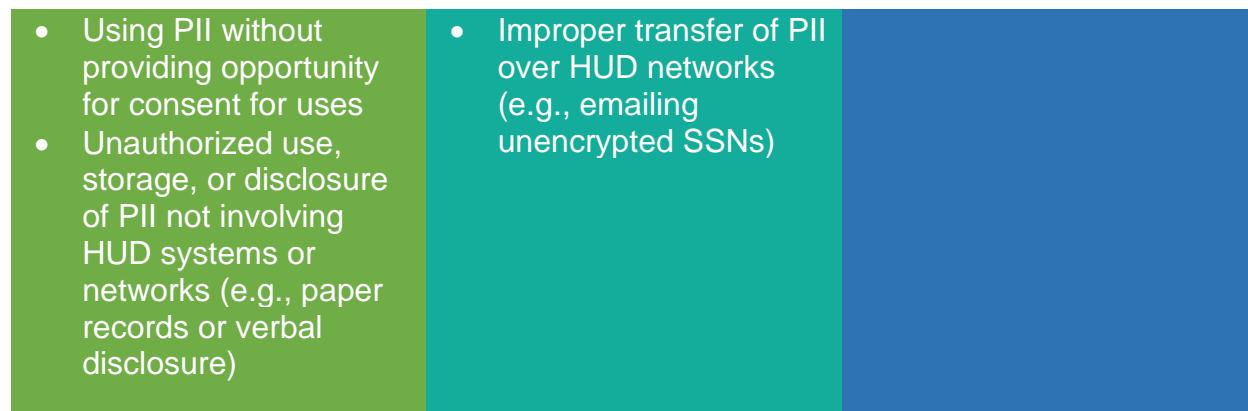 • Using PII without
providing opportunity
for consent for uses
• Unauthorized use,
storage, or disclosure
of PII not involving
HUD systems or
networks (e.g., paper
records or verbal
disclosure)
• Improper transfer of PII
over HUD networks
(e.g., emailing
unencrypted SSNs)